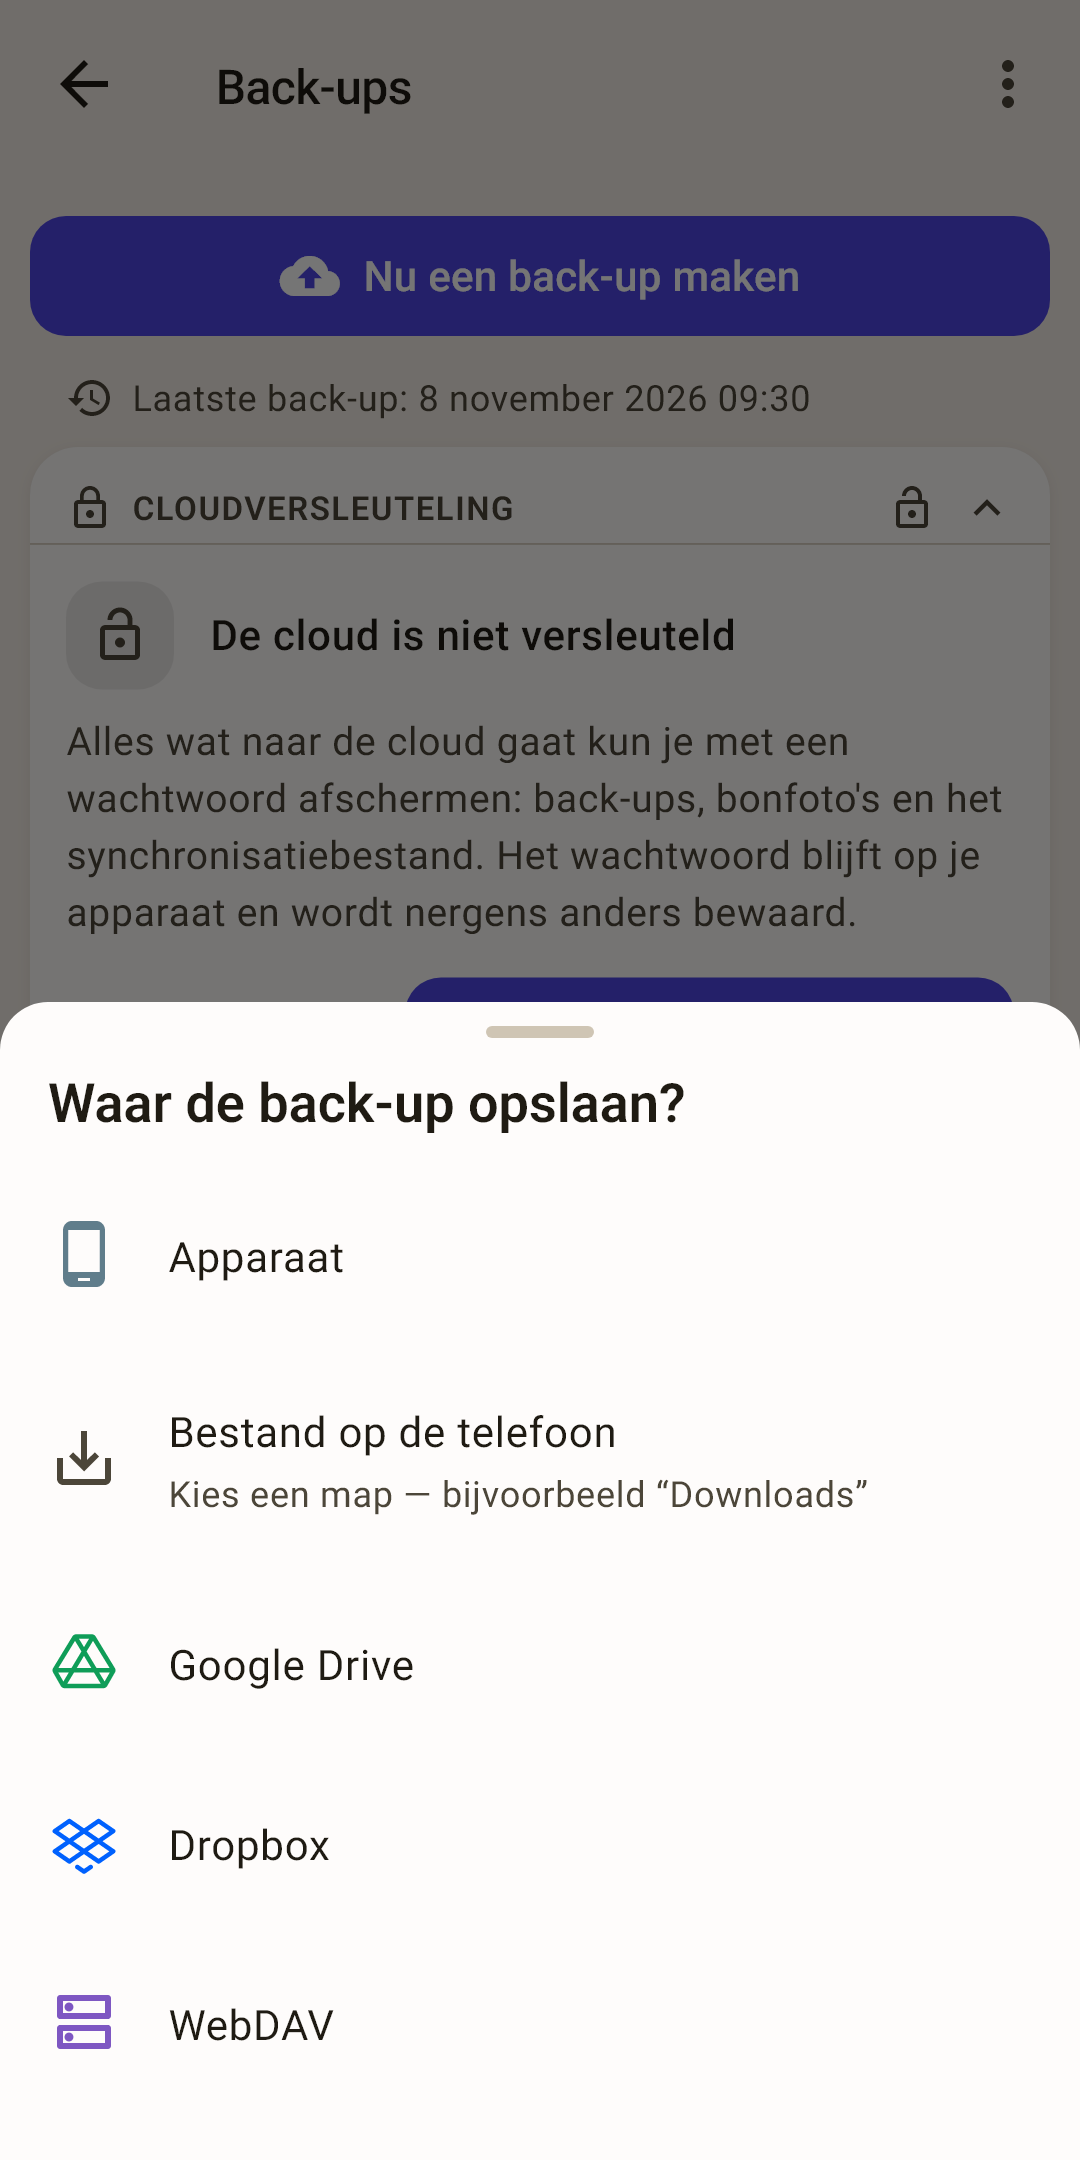 Back-ups
Nu een back-up maken
Laatste back-up: 8 november 2026 09:30
CLOUDVERSLEUTELING
De cloud is niet versleuteld
Alles wat naar de cloud gaat kun je met een
wachtwoord afschermen: back-ups, bonfoto's en het
synchronisatiebestand. Het wachtwoord blijft op je
apparaat en wordt nergens anders bewaard.
Waar de back-up opslaan?
Apparaat
Bestand op de telefoon
Kies een map — bijvoorbeeld “Downloads”
Google Drive
Dropbox
WebDAV